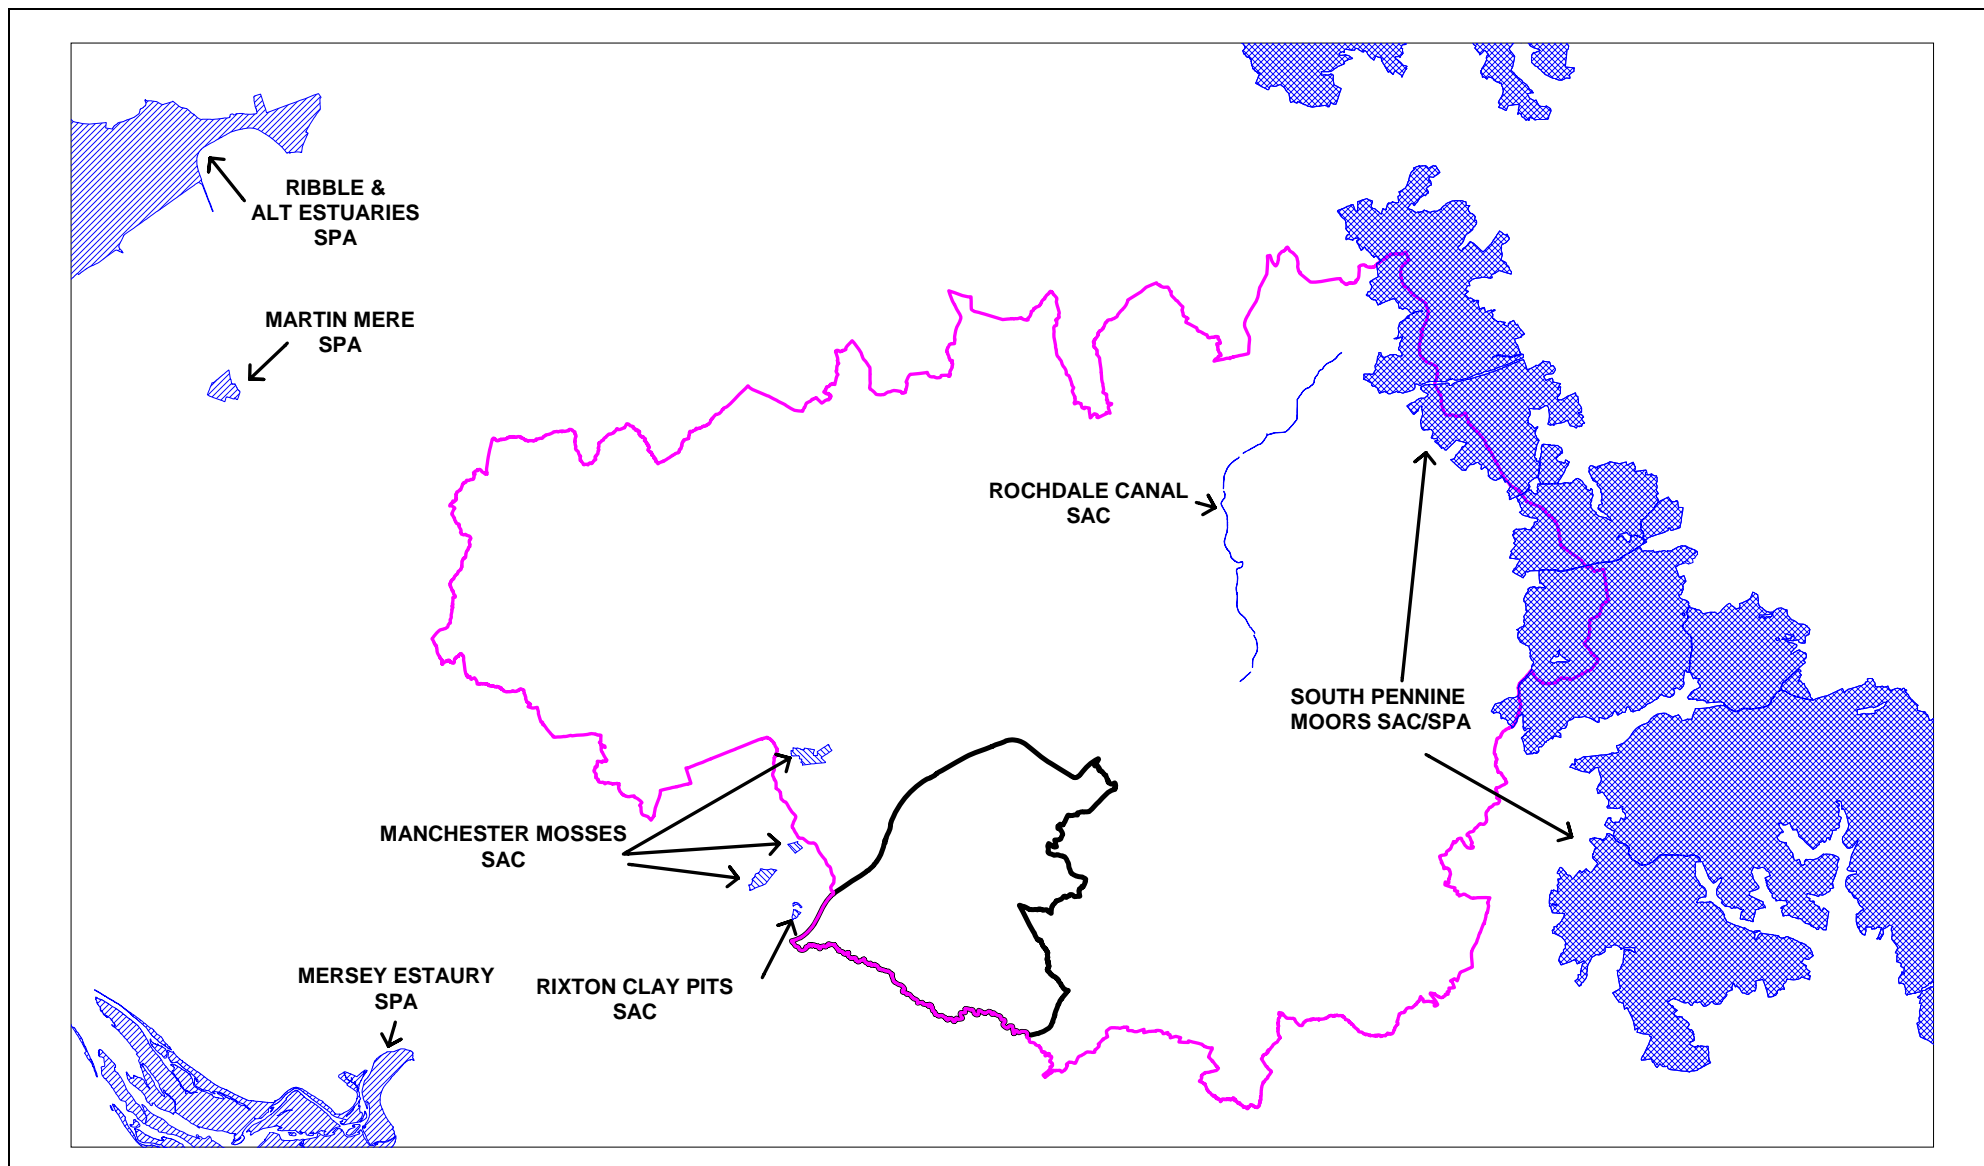 RIBBLE &
ALT ESTUARIES
SPA
MARTIN MERE
SPA
ROCHDALE CANAL
SAC
SOUTH PENNINE
MOORS SAC/SPA
MANCHESTER MOSSES
SAC
MERSEY ESTAURY
SPA
RIXTON CLAY PITS
SAC